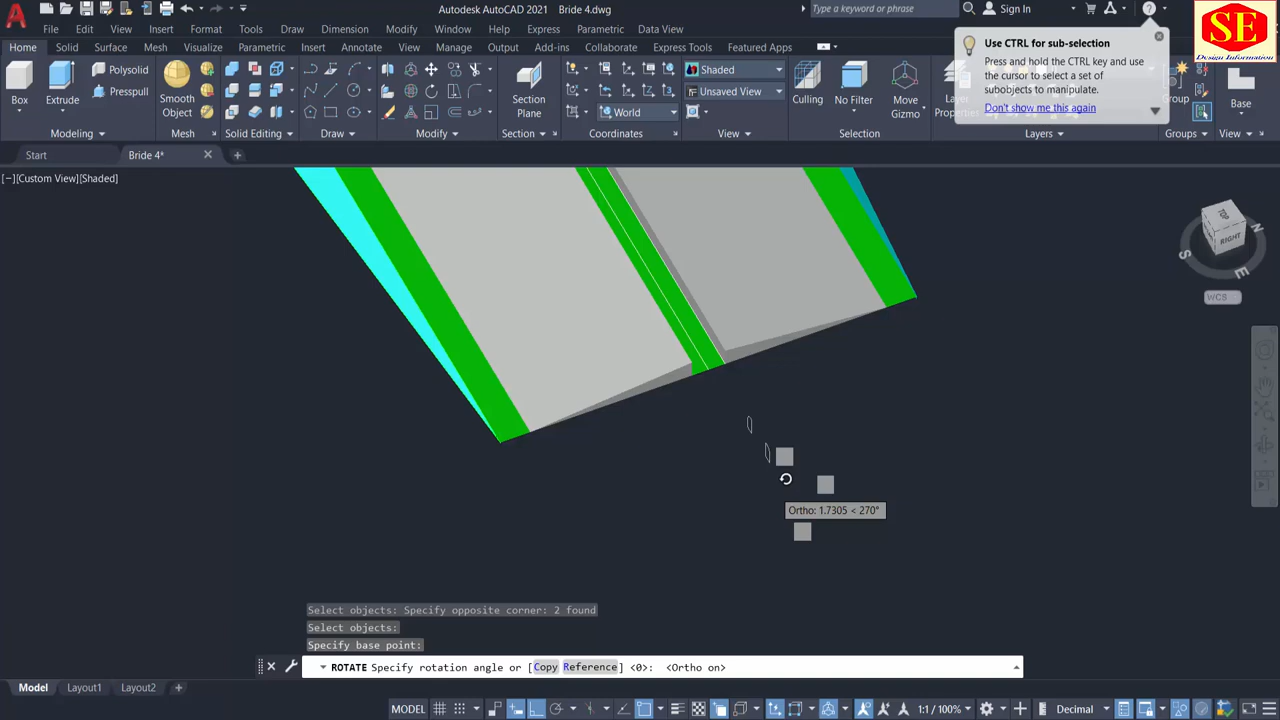 Autodesk AutoCAD 2021 Bride 4.dwg
Type a keyword or phrase
Sign In
File Edit View Insert Format Tools Draw Dimension Modify Window Help Express Parametric Data View
Home Solid Surface Mesh Visualize Parametric Insert Annotate View Manage Output Add-ins Collaborate Express Tools Featured Apps
Box
Extrude
Polysolid
Presspull
Smooth
Object
Section
Plane
World
Shaded
Unsaved View
Culling
No Filter
Move
Gizmo
Layer
Properties
Group
Base
Modeling
Mesh
Solid Editing
Draw
Modify
Section
Coordinates
View
Selection
Layers
Groups
View
Use CTRL for sub-selection
Press and hold the CTRL key and use
the cursor to select a set of
subobjects to manipulate.
Don't show me this again
SE
Design Information
Start
Bride 4*
[−][Custom View][Shaded]
TOP
RIGHT
S
N
E
WCS
Ortho: 1.7305 < 270°
Select objects: Specify opposite corner: 2 found
Select objects:
Specify base point:
ROTATE Specify rotation angle or [Copy Reference] <0>: <Ortho on>
Model Layout1 Layout2
MODEL
1:1 / 100%
Decimal